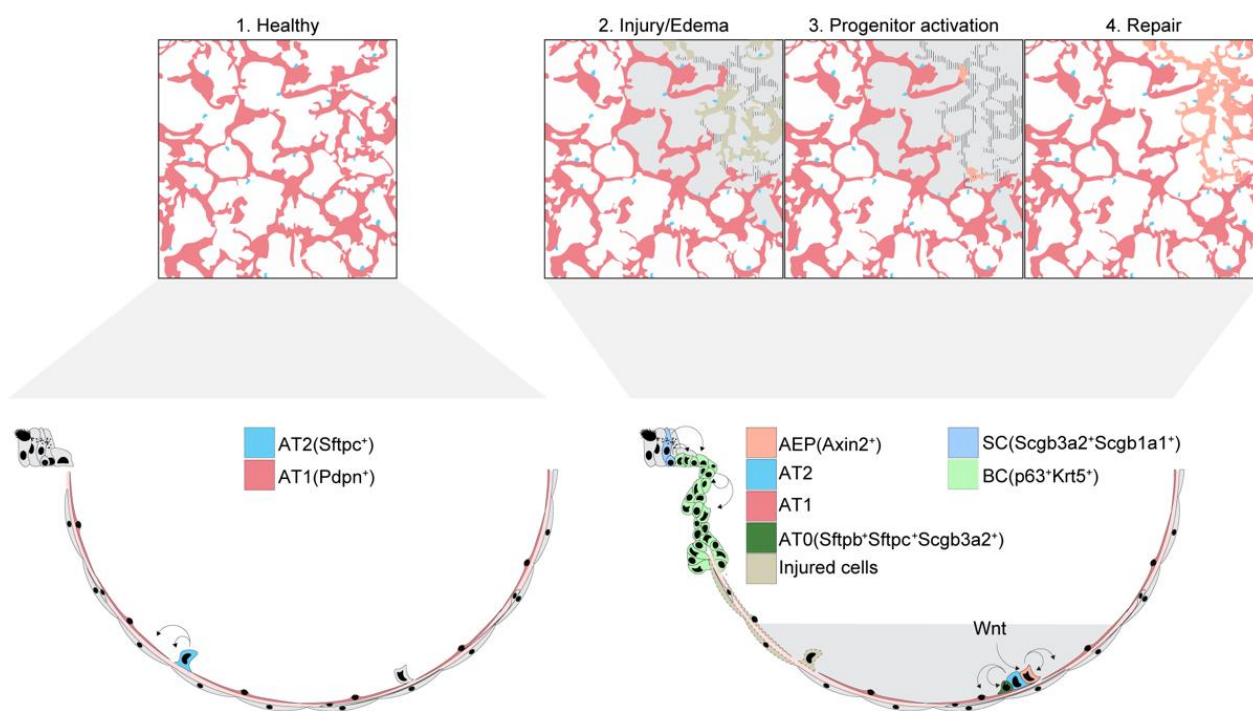 1. Healthy
2. Injury/Edema
3. Progenitor activation
4. Repair
AT2(Sftpc⁺)
AT1(Pdpn⁺)
AEP(Axin2⁺)
AT2
AT1
AT0(Sftpb⁺Sftpc⁺Scgb3a2⁺)
Injured cells
SC(Scgb3a2⁺Scgb1a1⁺)
BC(p63⁺Krt5⁺)
Wnt